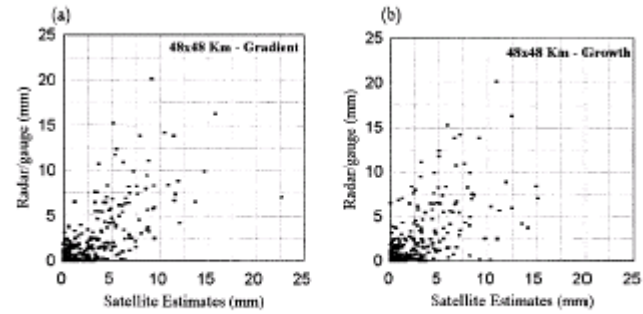 (a)
48x48 Km - Gradient
25
20
15
10
5
0
Radar/gauge (mm)
0 5 10 15 20 25
Satellite Estimates (mm)
(b)
48x48 Km - Growth
25
20
15
10
5
0
Radar/gauge (mm)
0 5 10 15 20 25
Satellite Estimates (mm)